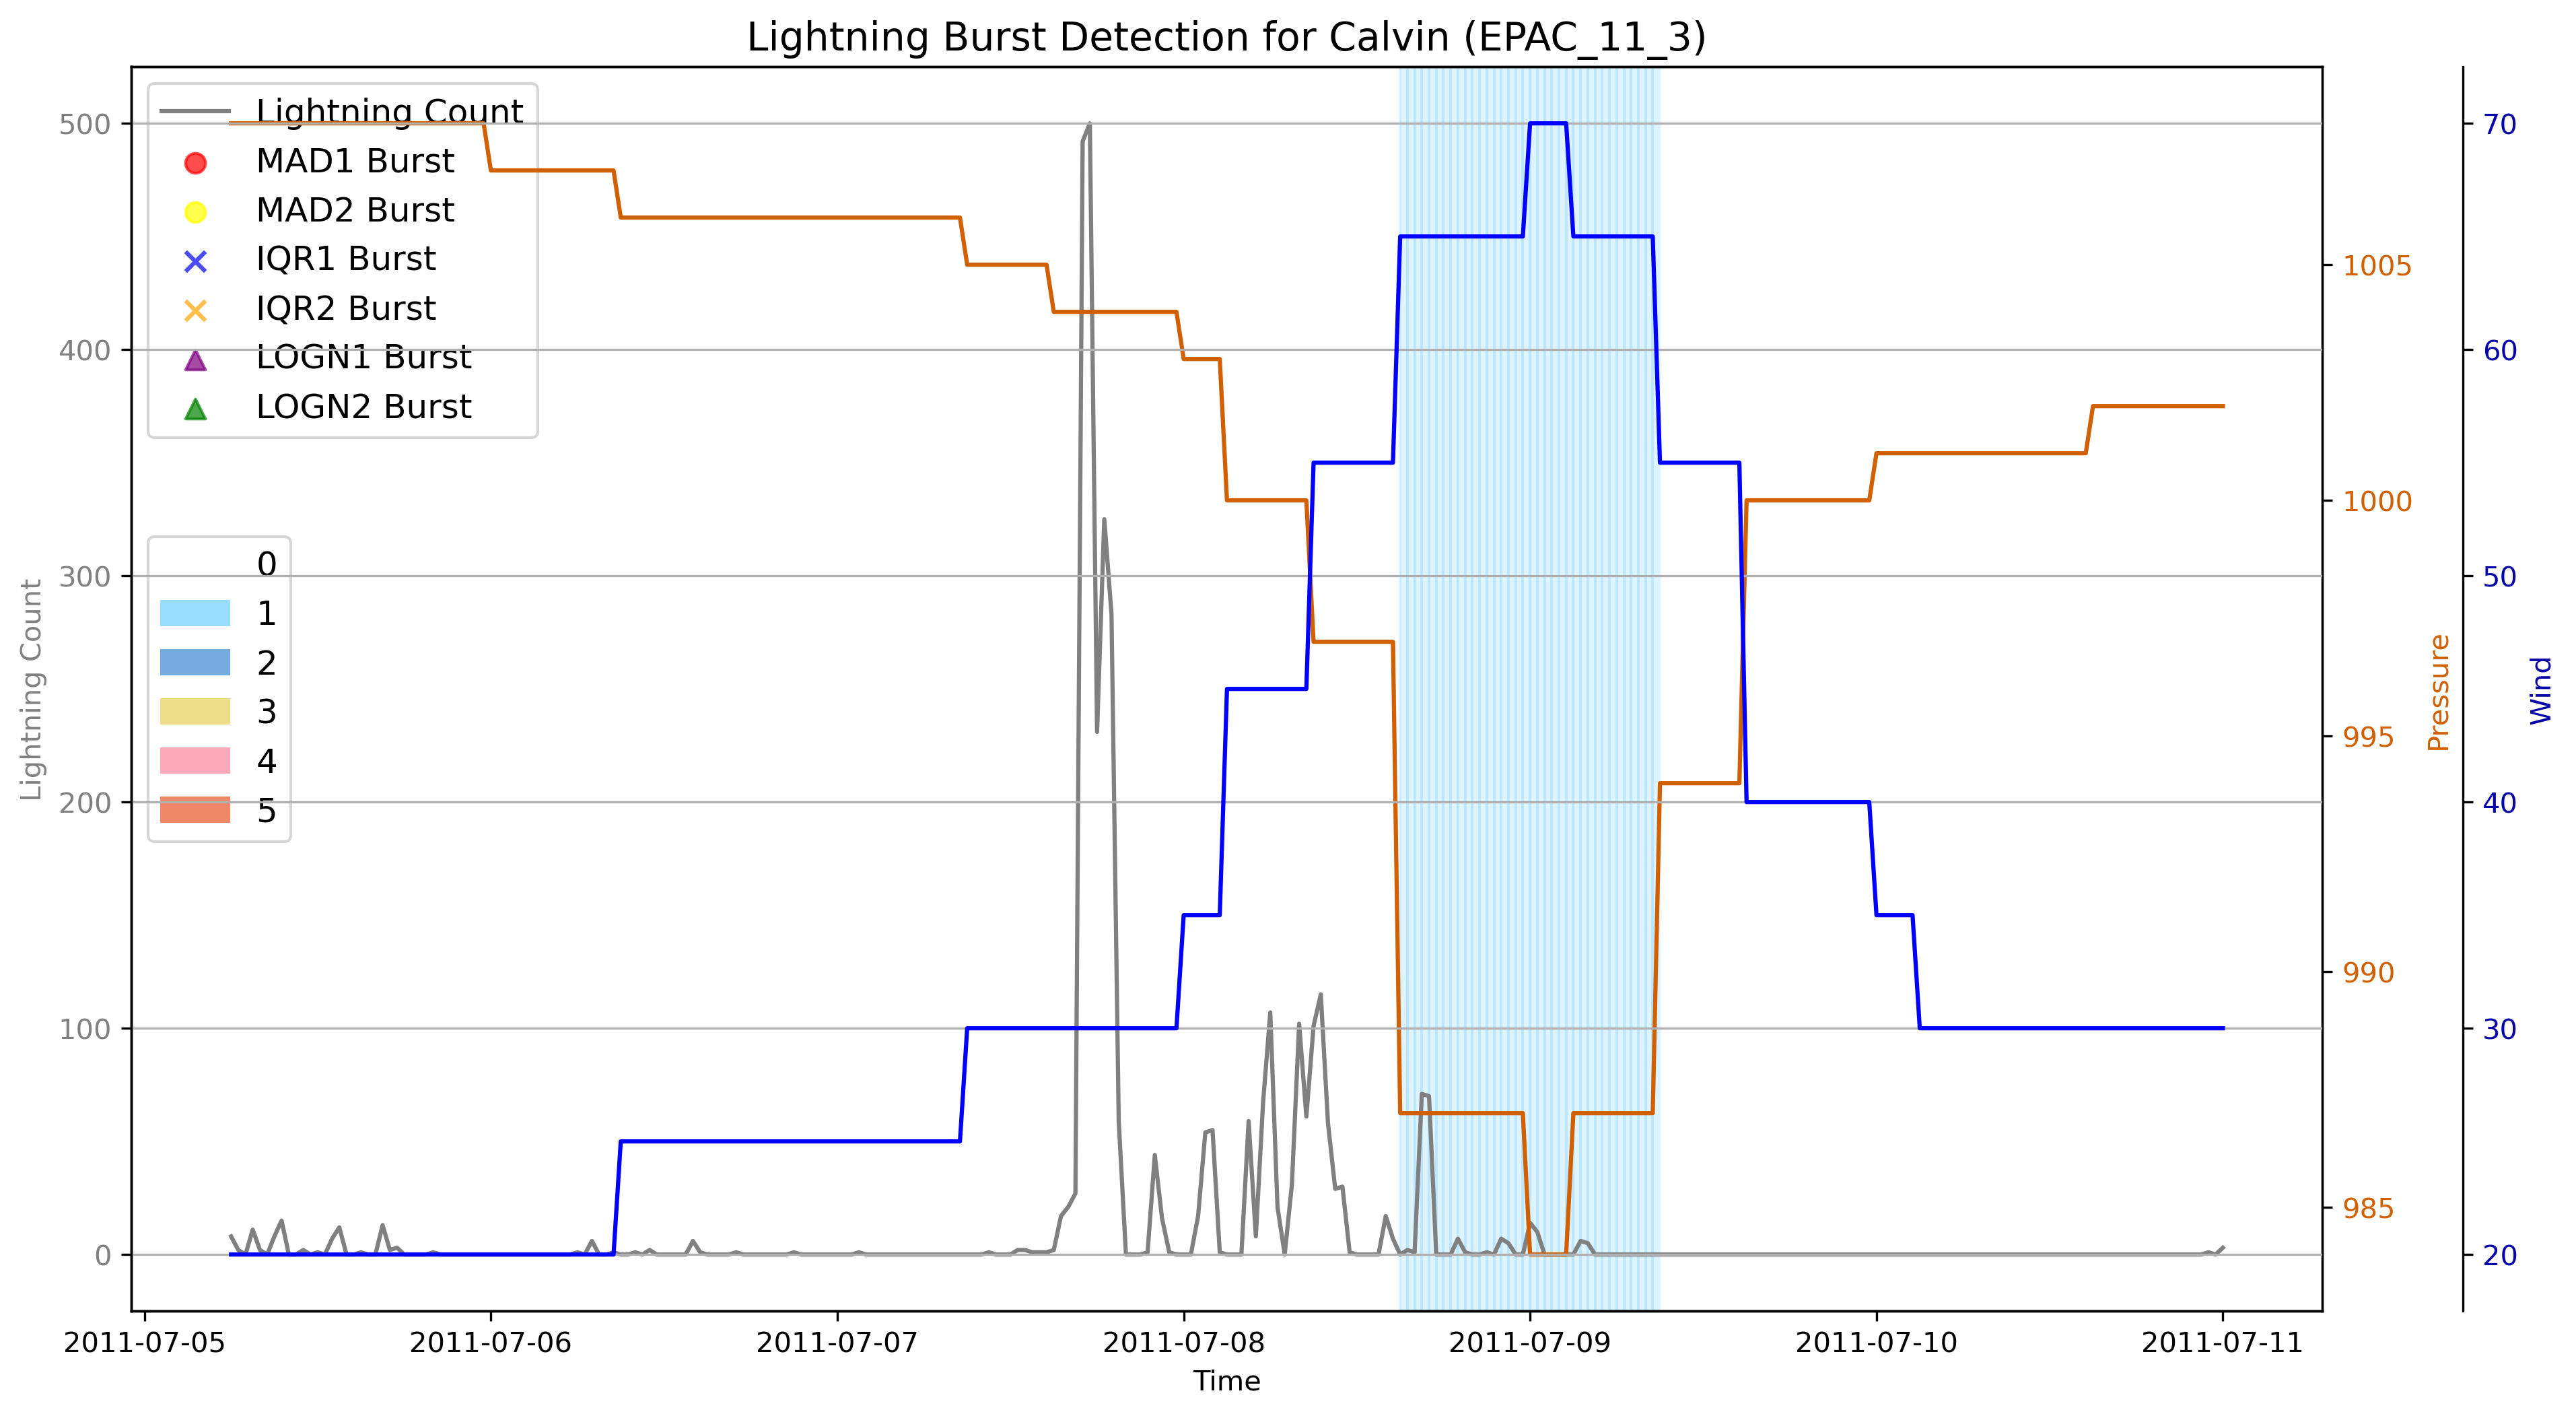 Lightning Burst Detection for Calvin (EPAC_11_3)
Lightning Count
MAD1 Burst
MAD2 Burst
IQR1 Burst
IQR2 Burst
LOGN1 Burst
LOGN2 Burst
0
1
2
3
4
5
Lightning Count
500
400
300
200
100
0
1005
1000
995
990
985
Pressure
70
60
50
40
30
20
Wind
2011-07-05
2011-07-06
2011-07-07
2011-07-08
2011-07-09
2011-07-10
2011-07-11
Time